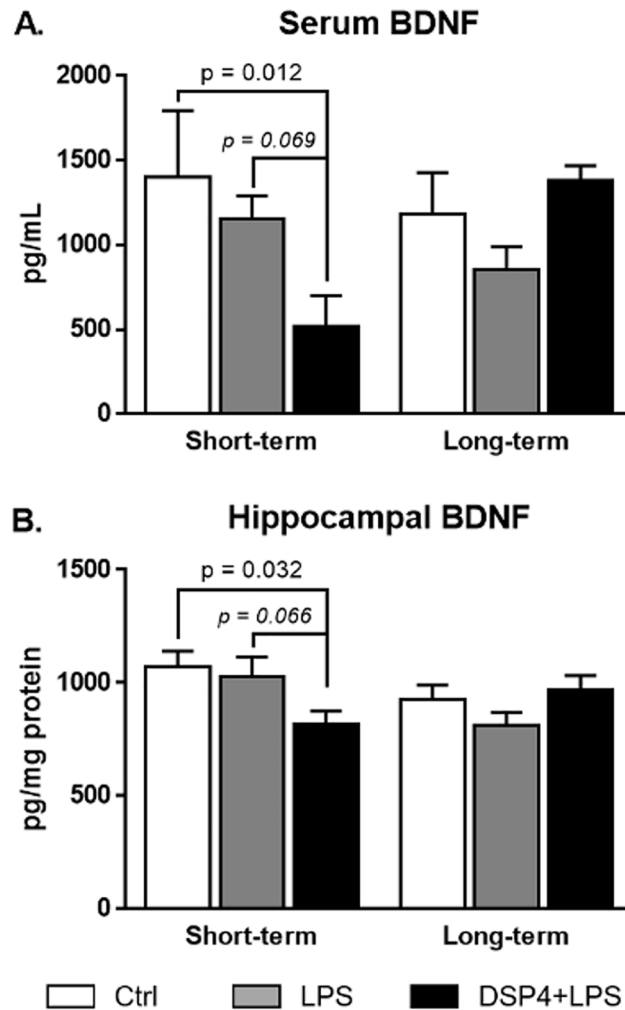 A.
Serum BDNF
2000
1500
1000
500
0
pg/mL
p = 0.012
p = 0.069
Short-term
Long-term
B.
Hippocampal BDNF
1500
1000
500
0
pg/mg protein
p = 0.032
p = 0.066
Short-term
Long-term
Ctrl
LPS
DSP4+LPS